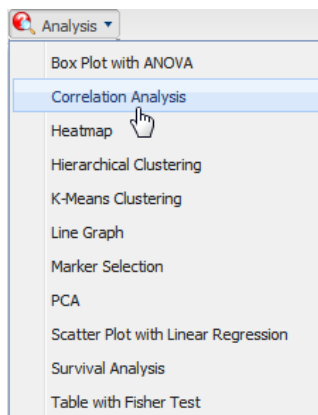 Analysis
Box Plot with ANOVA
Correlation Analysis
Heatmap
Hierarchical Clustering
K-Means Clustering
Line Graph
Marker Selection
PCA
Scatter Plot with Linear Regression
Survival Analysis
Table with Fisher Test